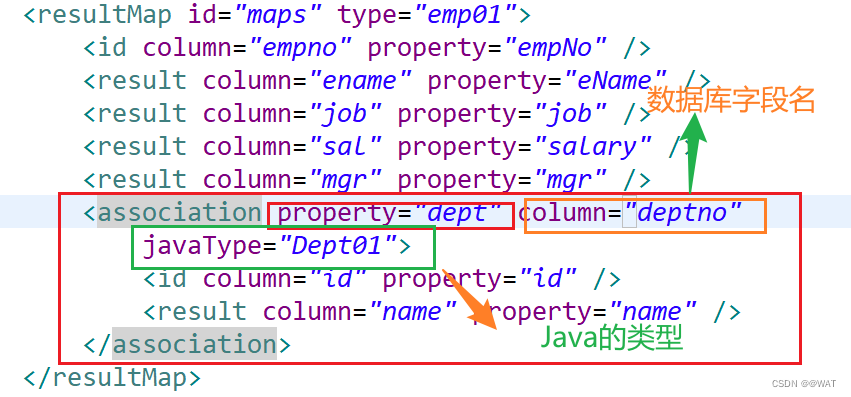 <resultMap id="maps" type="emp01">
<id column="empno" property="empNo" />
<result column="ename" property="eName" />
<result column="job" property="job" />
数据库字段名
<result column="sal" property="salary" />
<result column="mgr" property="mgr" />
<association property="dept" column="deptno"
javaType="Dept01">
<id column="id" property="id" />
<result column="name" property="name" />
Java的类型
</association>
</resultMap>
CSDN @@WAT